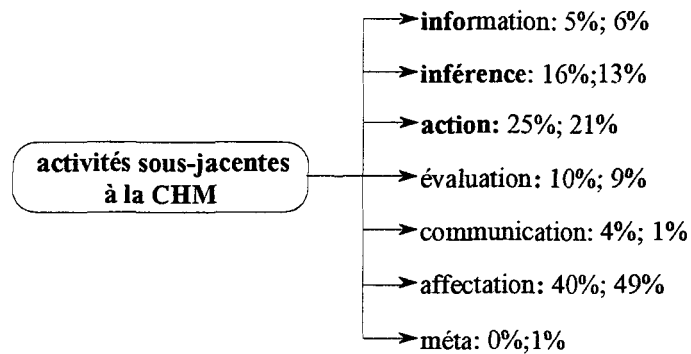 information: 5%; 6%
inférence: 16%;13%
action: 25%; 21%
activités sous-jacentes
à la CHM
évaluation: 10%; 9%
communication: 4%; 1%
affectation: 40%; 49%
méta: 0%;1%